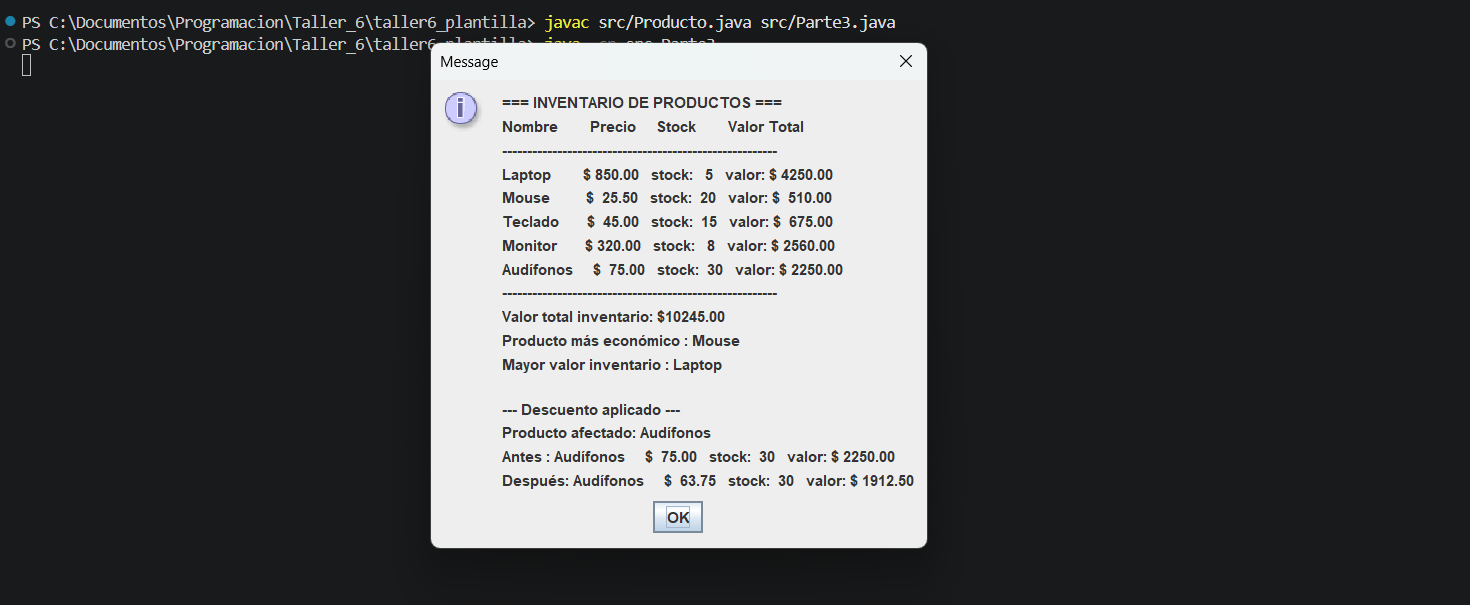 PS C:\Documentos\Programacion\Taller_6\taller6_plantilla> javac src/Producto.java src/Parte3.java
PS C:\Documentos\Programacion\Taller_6\taller6_plantilla> java -cp src Parte3
Message
=== INVENTARIO DE PRODUCTOS ===
Nombre Precio Stock Valor Total
-------------------------------------------------------
Laptop $ 850.00 stock: 5 valor: $ 4250.00
Mouse $ 25.50 stock: 20 valor: $ 510.00
Teclado $ 45.00 stock: 15 valor: $ 675.00
Monitor $ 320.00 stock: 8 valor: $ 2560.00
Audífonos $ 75.00 stock: 30 valor: $ 2250.00
-------------------------------------------------------
Valor total inventario: $10245.00
Producto más económico : Mouse
Mayor valor inventario : Laptop
--- Descuento aplicado ---
Producto afectado: Audífonos
Antes : Audífonos $ 75.00 stock: 30 valor: $ 2250.00
Después: Audífonos $ 63.75 stock: 30 valor: $ 1912.50
OK